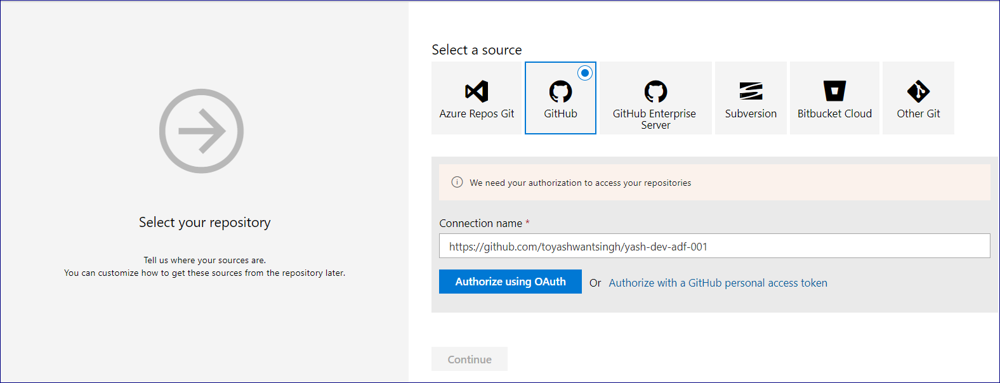 Select your repository
Tell us where your sources are.
You can customize how to get these sources from the repository later.
Select a source
Azure Repos Git
GitHub
GitHub Enterprise
Server
Subversion
Bitbucket Cloud
Other Git
We need your authorization to access your repositories
Connection name *
https://github.com/toyashwantsingh/yash-dev-adf-001
Authorize using OAuth Or Authorize with a GitHub personal access token
Continue